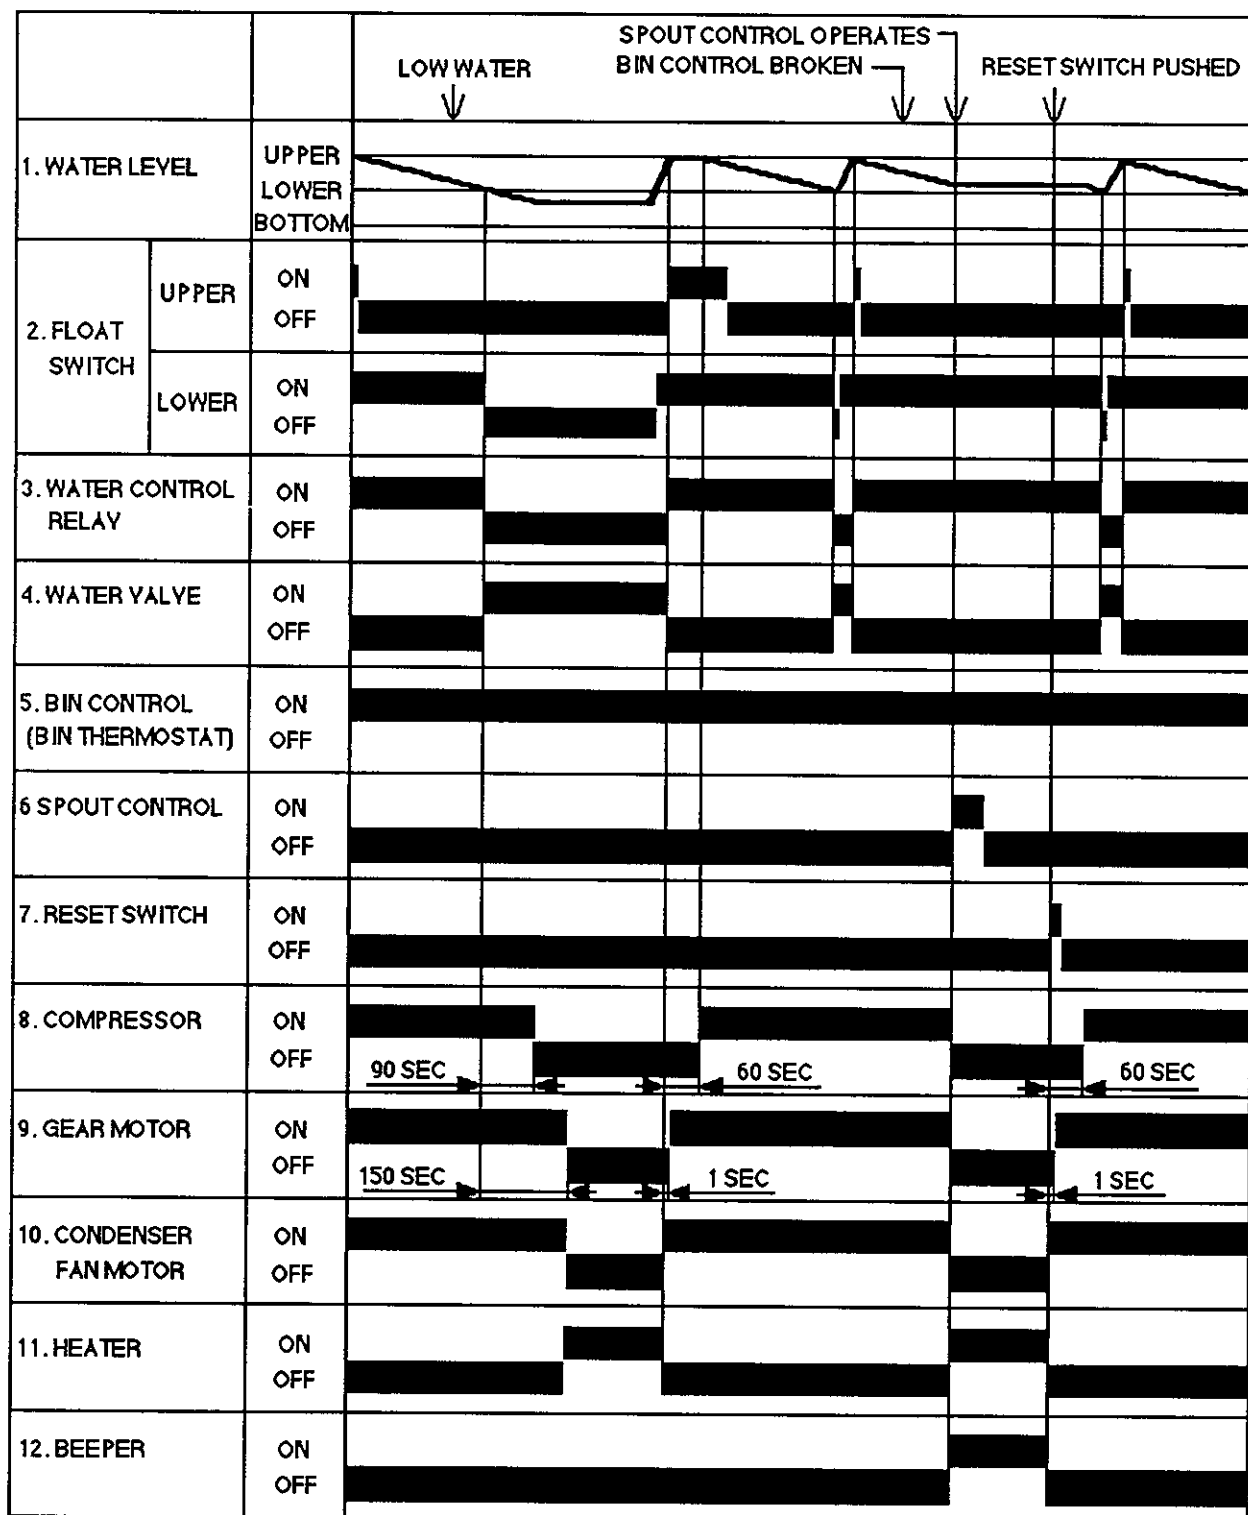 SPOUT CONTROL OPERATES
LOW WATER
BIN CONTROL BROKEN
RESET SWITCH PUSHED
1. WATER LEVEL
UPPER
LOWER
BOTTOM
2. FLOAT
SWITCH
UPPER
ON
OFF
LOWER
ON
OFF
3. WATER CONTROL
RELAY
ON
OFF
4. WATER VALVE
ON
OFF
5. BIN CONTROL
(BIN THERMOSTAT)
ON
OFF
6 SPOUT CONTROL
ON
OFF
7. RESET SWITCH
ON
OFF
8. COMPRESSOR
ON
OFF
90 SEC
60 SEC
60 SEC
9. GEAR MOTOR
ON
OFF
150 SEC
1 SEC
1 SEC
10. CONDENSER
FAN MOTOR
ON
OFF
11. HEATER
ON
OFF
12. BEEPER
ON
OFF